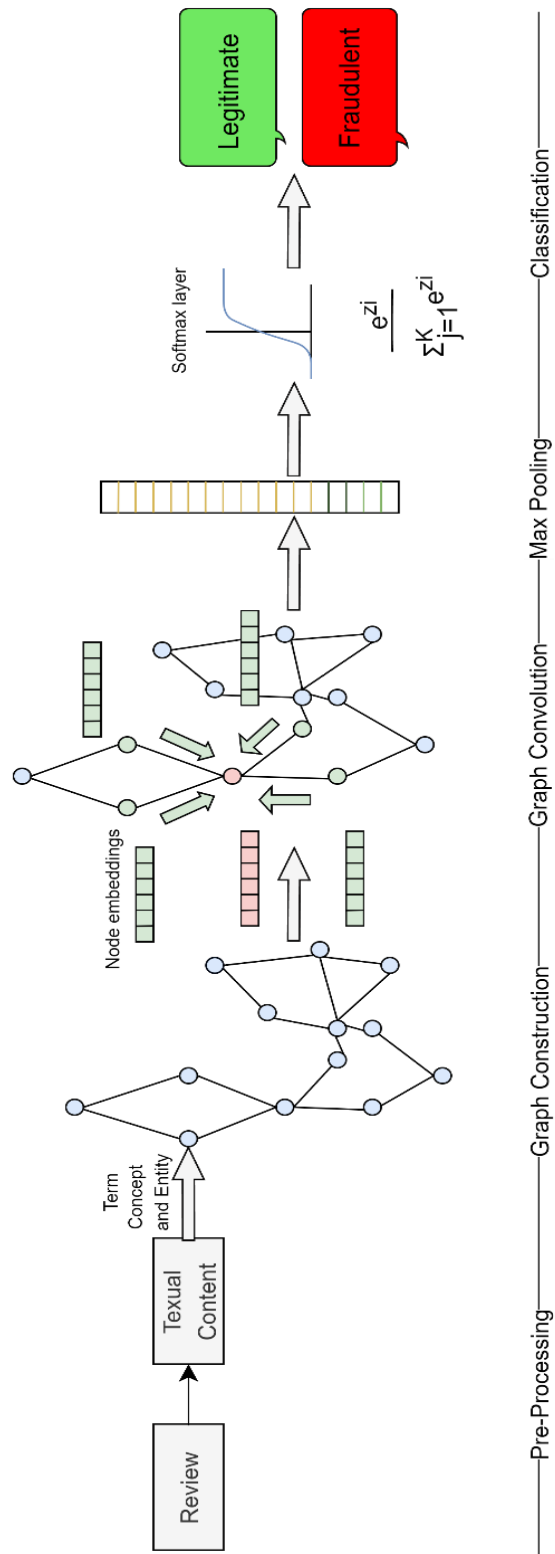 Review
Texual
Content
Term
Concept
and Entity
Node embeddings
Softmax layer
e^zi
Σ^K_j=1 e^zi
Legitimate
Fraudulent
Pre-Processing
Graph Construction
Graph Convolution
Max Pooling
Classification